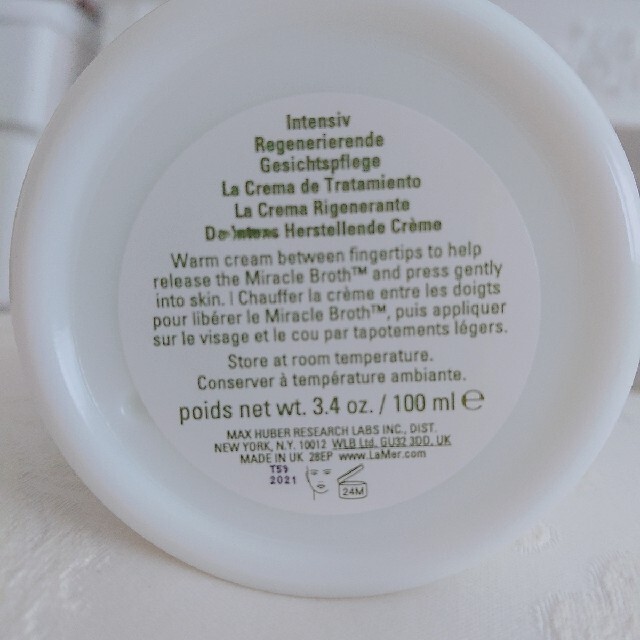 Intensiv
Regenerierende
Gesichtspflege
La Crema de Tratamiento
La Crema Rigenerante
De Intens Herstellende Crème
Warm cream between fingertips to help
release the Miracle Broth™ and press gently
into skin. | Chauffer la crème entre les doigts
pour libérer le Miracle Broth™, puis appliquer
sur le visage et le cou par tapotements légers.
Store at room temperature.
Conserver à température ambiante.
poids net wt. 3.4 oz. / 100 ml ℮
MAX HUBER RESEARCH LABS INC., DIST.
NEW YORK, N.Y. 10012 WLB Ltd. GU32 3DD, UK
MADE IN UK 28EP www.LaMer.com
T59
2021
24M